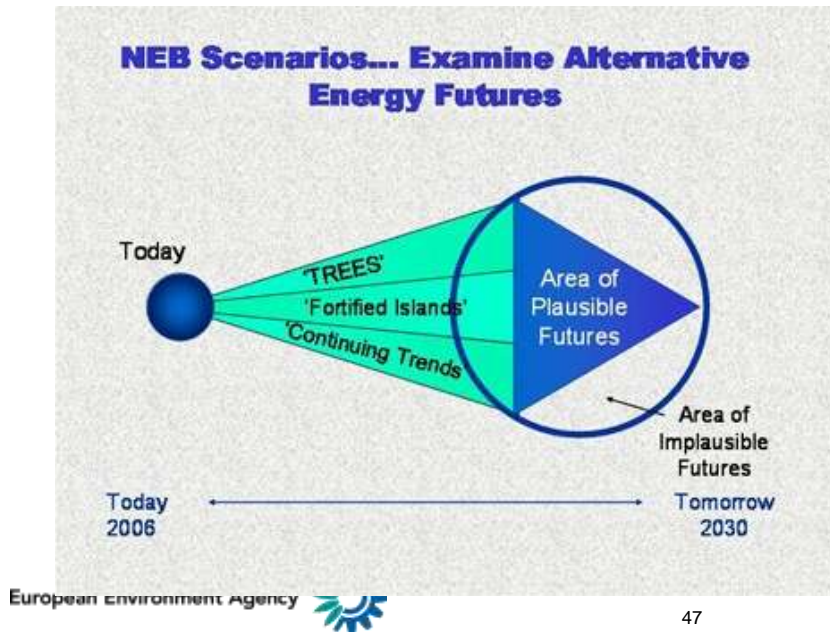 NEB Scenarios... Examine Alternative
Energy Futures
Today
'TREES'
'Fortified Islands'
'Continuing Trends'
Area of
Plausible
Futures
Area of
Implausible
Futures
Today
2006
Tomorrow
2030
European Environment Agency
47